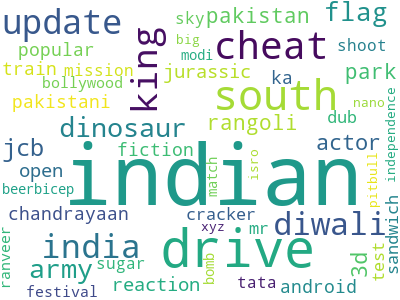 update
king
sky pakistan flag
popular
big
cheat
modi
shoot
train mission jurassic
bollywood
ka
park
pakistani
south
nano
independence
dinosaur
rangoli
dub
actor
jcb
fiction
open
indian
match
isro
pitbull
beerbicep
chandrayaan
cracker
diwali
sandwich
xyz
india
drive
mr
ranveer
army sugar
bomb
3d
test
reaction
tata android
festival